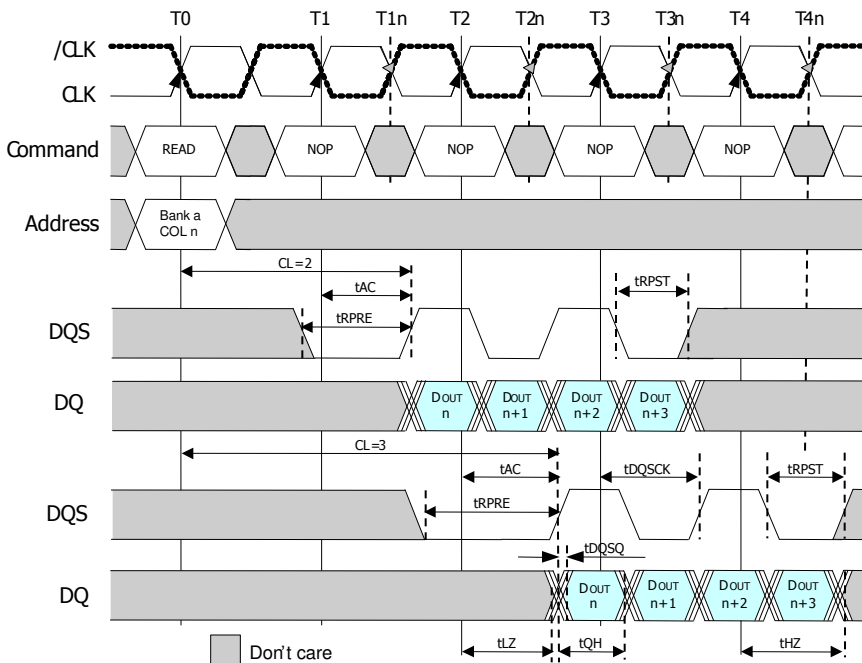 T0 T1 T1n T2 T2n T3 T3n T4 T4n
/CLK
CLK
Command READ NOP NOP NOP NOP
Address Bank a
COL n
CL=2
tAC tRPST
tRPRE
DQS
DQ DOUT n DOUT n+1 DOUT n+2 DOUT n+3
CL=3
tAC tDQSCK tRPST
tRPRE
DQS
tDQSQ
DQ DOUT n DOUT n+1 DOUT n+2 DOUT n+3
tLZ tQH tHZ
Don't care